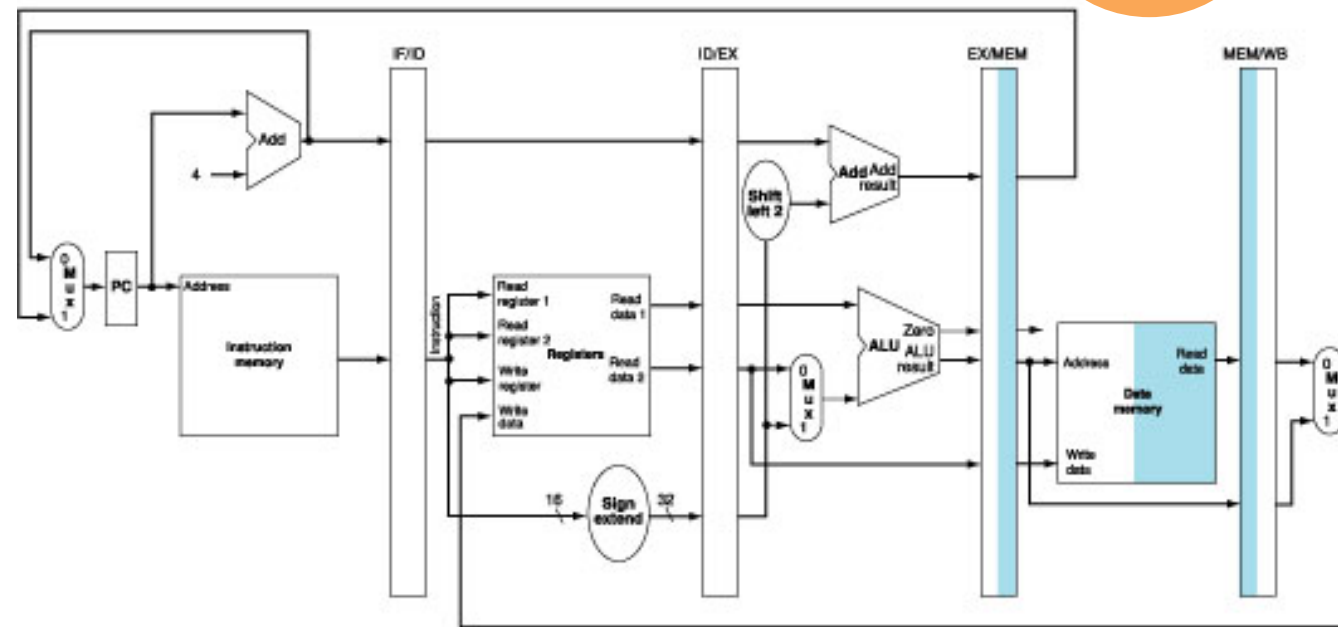 IF/ID
ID/EX
EX/MEM
MEM/WB
Add
4
Add Add
result
Shift
left 2
0
M
u
x
1
PC
Address
Instruction
memory
Instruction
Read
register 1
Read
register 2
Write
register
Write
data
Registers
Read
data 1
Read
data 2
16
Sign
extend
32
0
M
u
x
1
Zero
ALU
ALU
result
Address
Read
data
Data
memory
Write
data
0
M
u
x
1